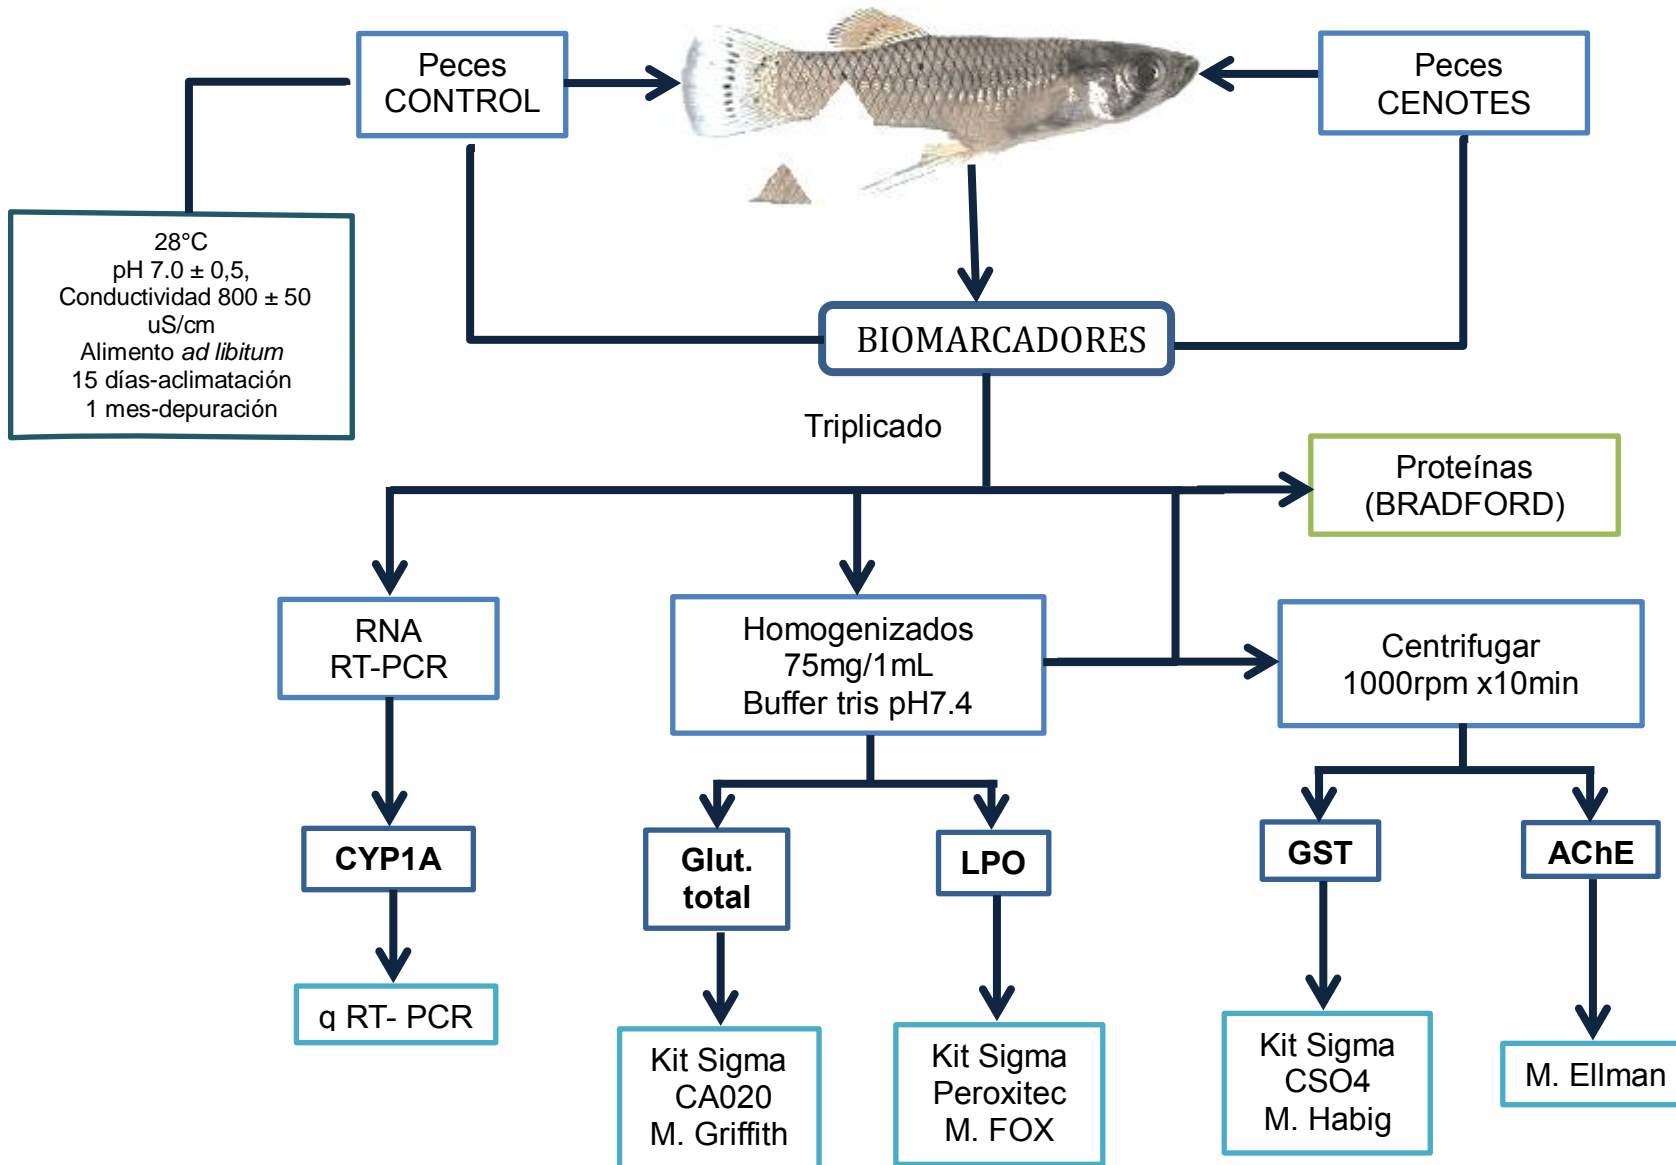 Peces
CONTROL
Peces
CENOTES
28°C
pH 7.0 ± 0,5,
Conductividad 800 ± 50
uS/cm
Alimento ad libitum
15 días-aclimatación
1 mes-depuración
BIOMARCADORES
Triplicado
Proteínas
(BRADFORD)
RNA
RT-PCR
Homogenizados
75mg/1mL
Buffer tris pH7.4
Centrifugar
1000rpm x10min
CYP1A
Glut.
total
LPO
GST
AChE
q RT- PCR
Kit Sigma
CA020
M. Griffith
Kit Sigma
Peroxitec
M. FOX
Kit Sigma
CSO4
M. Habig
M. Ellman